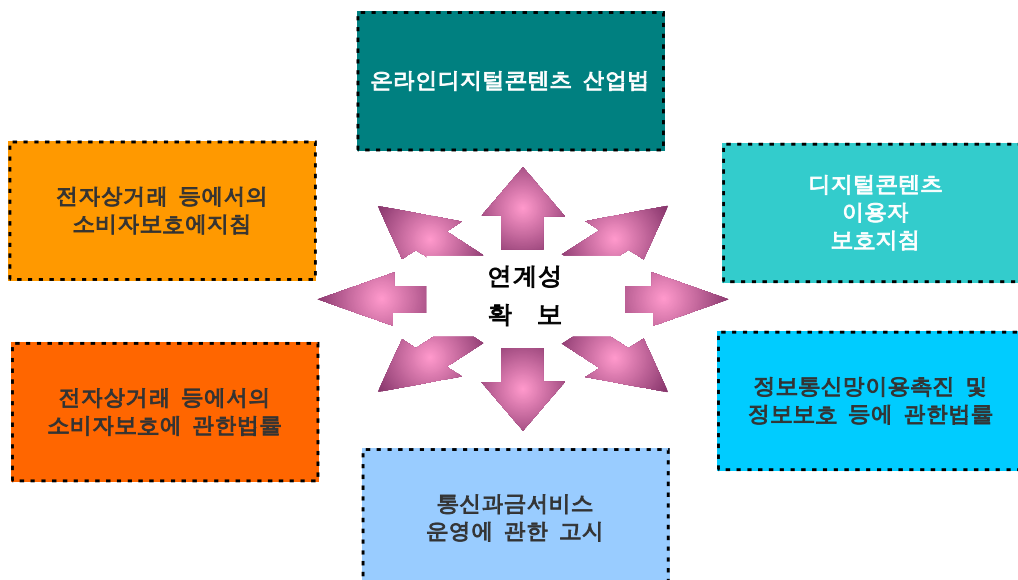 온라인디지털콘텐츠 산업법
전자상거래 등에서의
소비자보호에지침
디지털콘텐츠
이용자
보호지침
연계성
확 보
전자상거래 등에서의
소비자보호에 관한법률
정보통신망이용촉진 및
정보보호 등에 관한법률
통신과금서비스
운영에 관한 고시